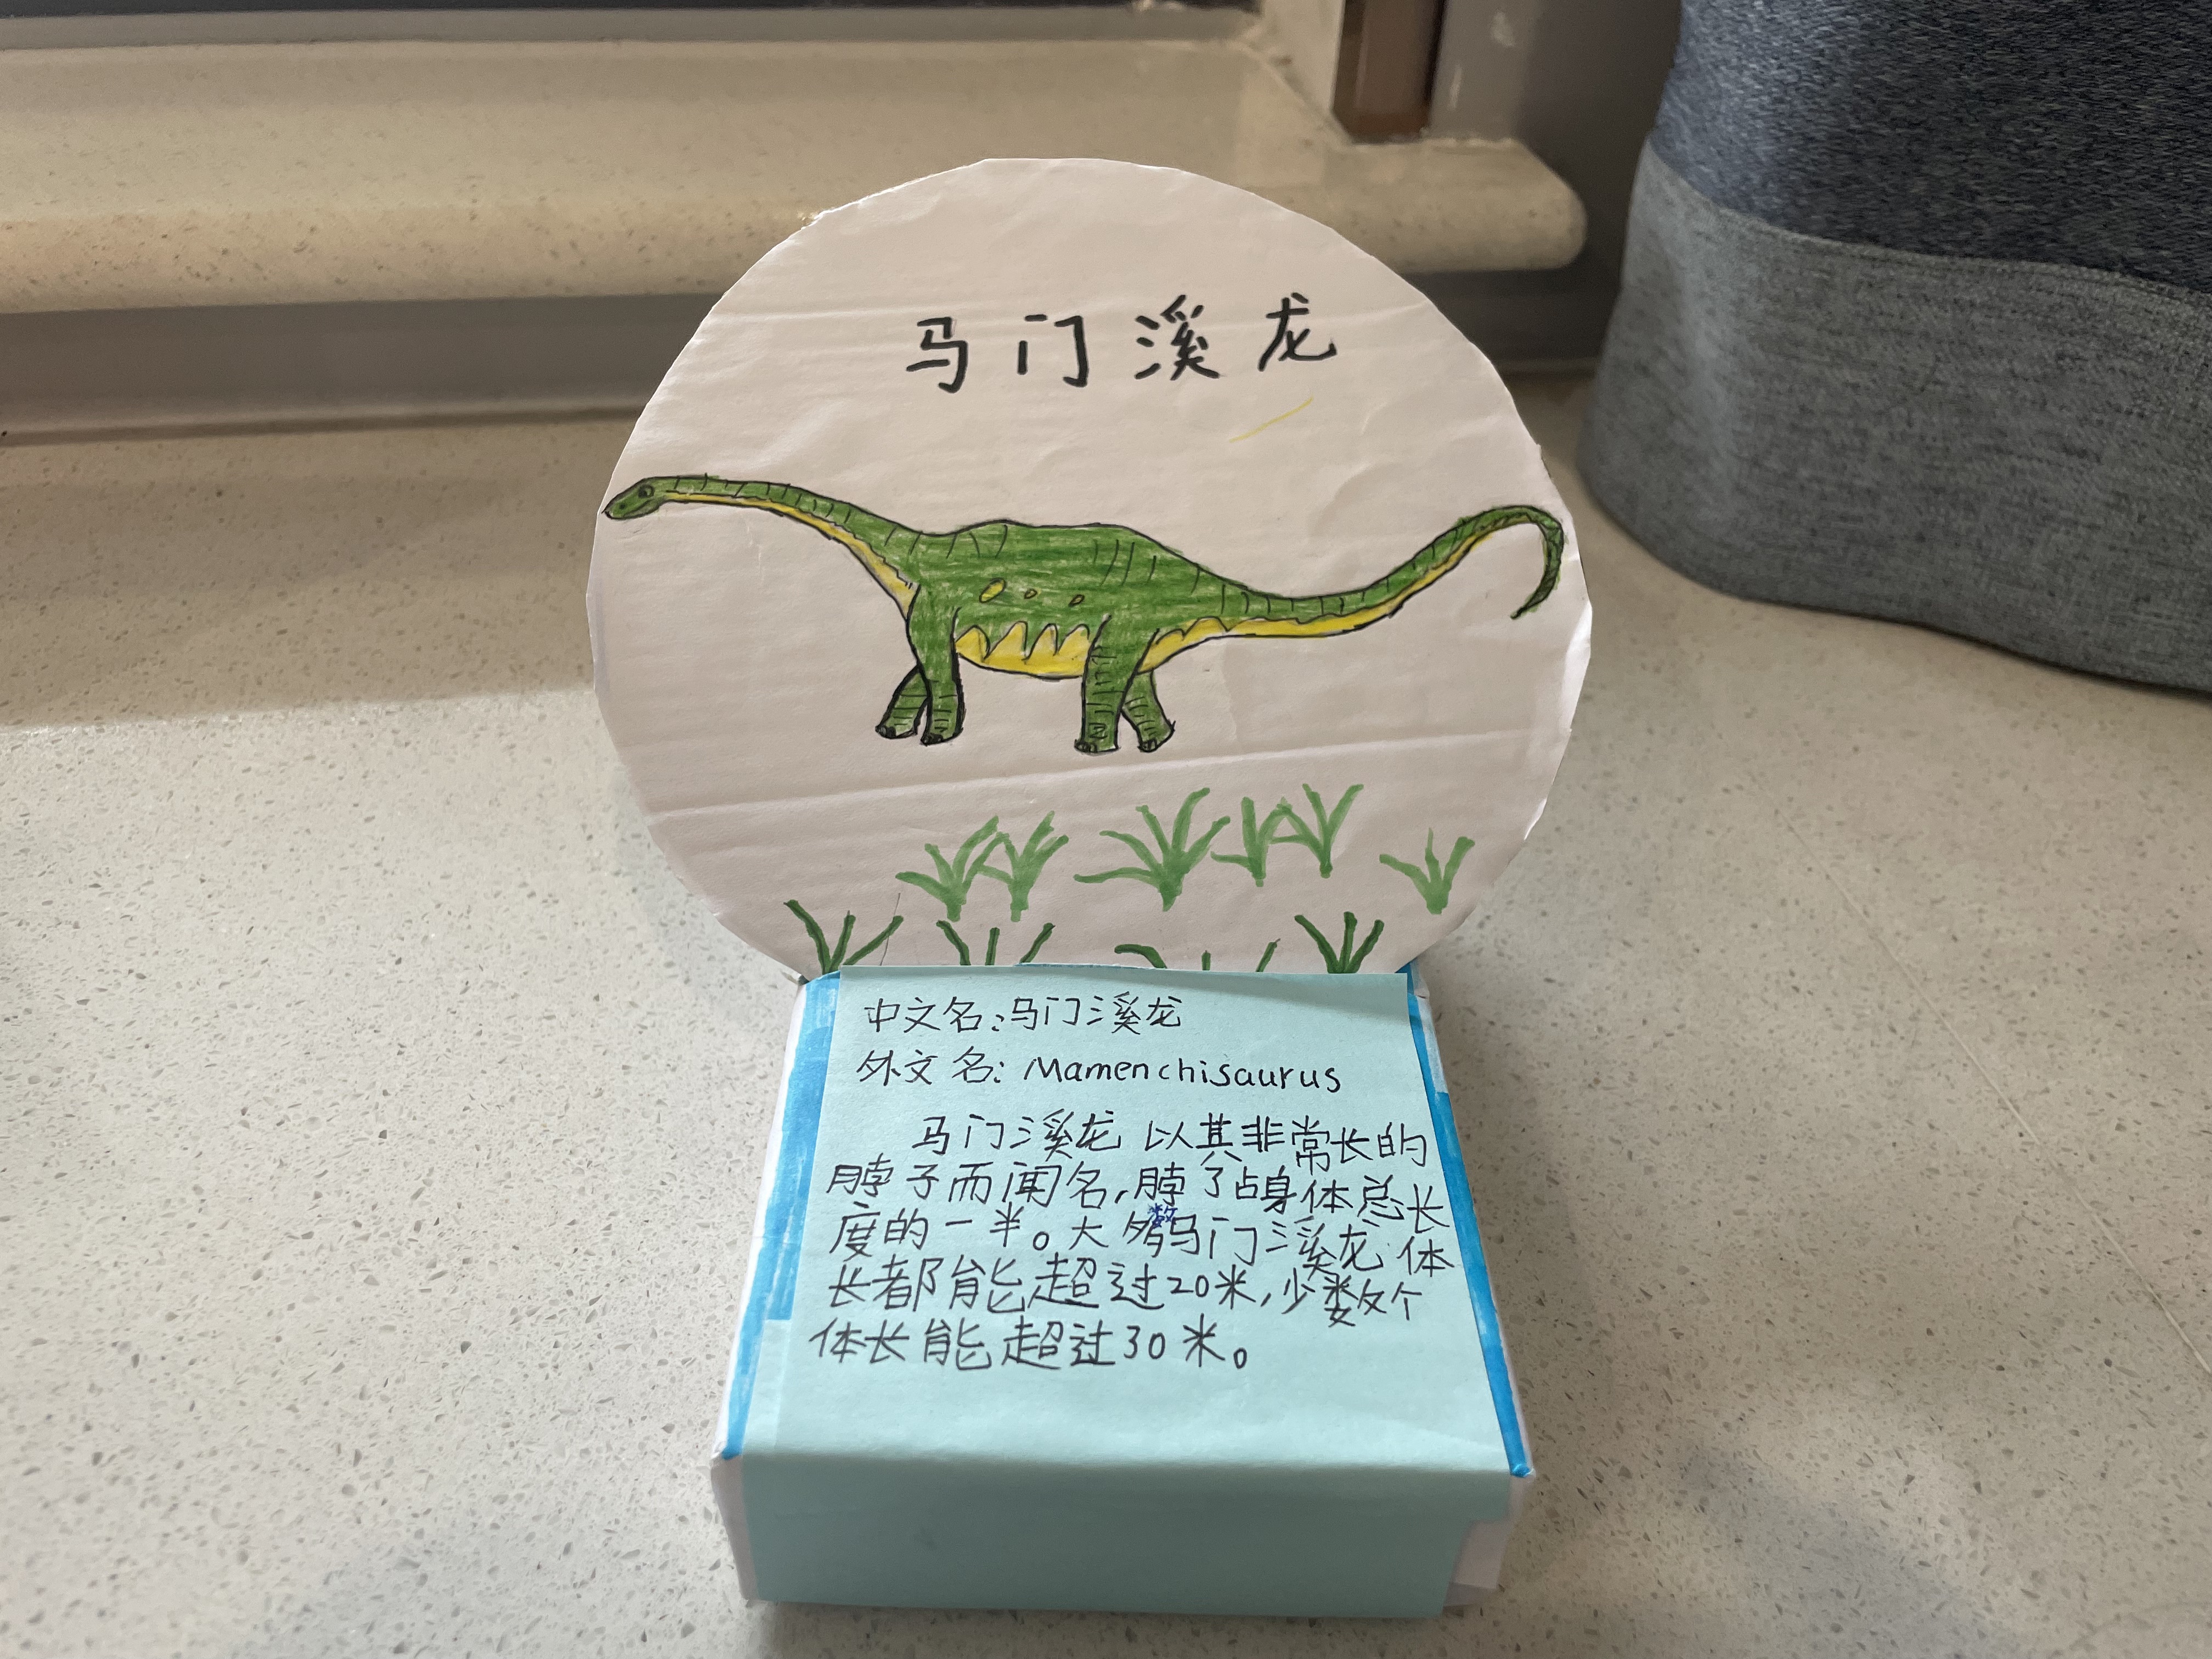 马门溪龙
中文名:马门溪龙
外文名: Mamenchisaurus
马门溪龙以其非常长的
脖子而闻名,脖子占身体总长
度的一半。大多数马门溪龙体
长都能超过20米,少数个
体长能超过30米。